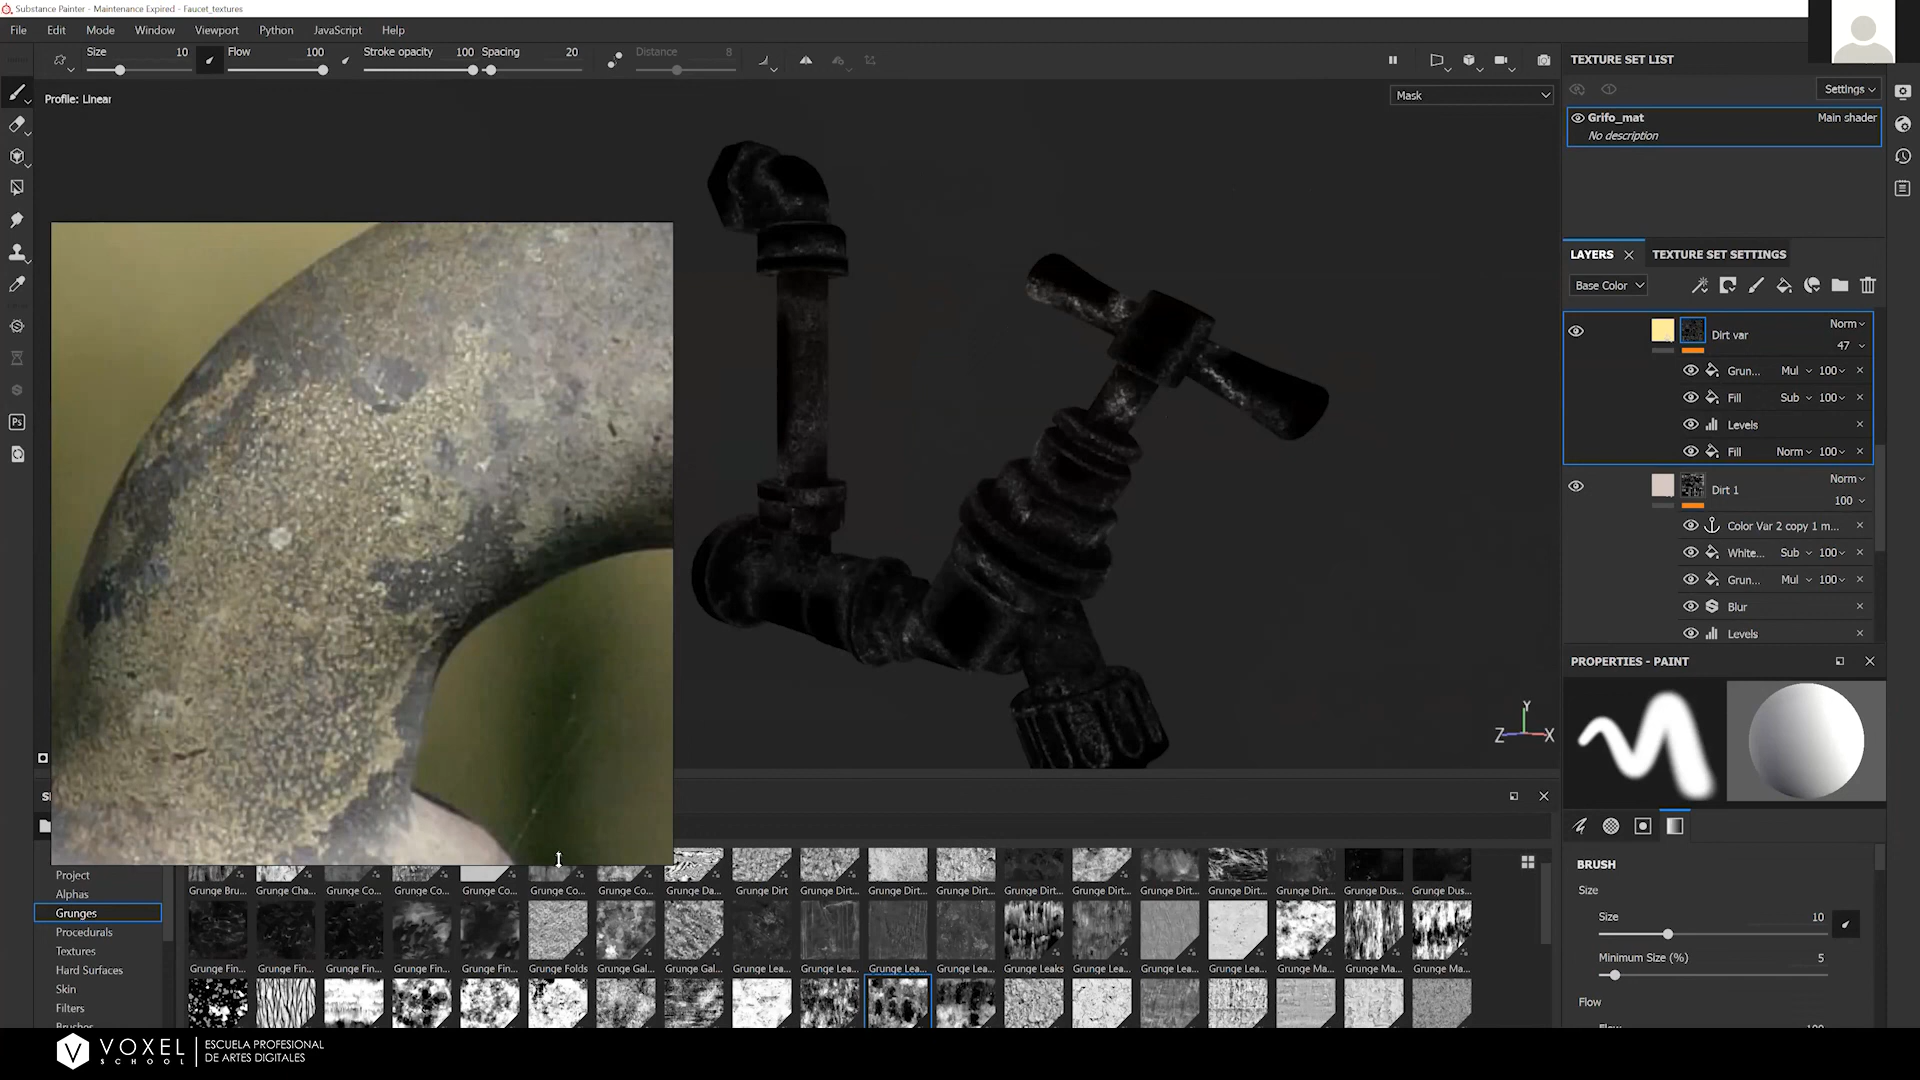 Substance Painter - Maintenance Expired - Faucet_textures
File Edit Mode Window Viewport Python JavaScript Help
Size 10 Flow 100 Stroke opacity 100 Spacing 20 Distance 8
Profile: Linear
Mask
TEXTURE SET LIST
Settings
Grifo_mat Main shader
No description
LAYERS TEXTURE SET SETTINGS
Base Color
Dirt var Norm
47
Grun... Mul 100
Fill Sub 100
Levels
Fill Norm 100
Dirt 1 Norm
100
Color Var 2 copy 1 m...
White... Sub 100
Grun... Mul 100
Blur
Levels
PROPERTIES - PAINT
Y
Z X
BRUSH
Size
Size 10
Minimum Size (%) 5
Flow
Ps
Project
Alphas
Grunges
Procedurals
Textures
Hard Surfaces
Skin
Filters
Grunge Bru... Grunge Cha... Grunge Co... Grunge Co... Grunge Co... Grunge Co... Grunge Co... Grunge Da... Grunge Dirt Grunge Dirt... Grunge Dirt... Grunge Dirt... Grunge Dirt... Grunge Dirt... Grunge Dirt... Grunge Dirt... Grunge Dirt... Grunge Dus... Grunge Dus...
Grunge Fin... Grunge Fin... Grunge Fin... Grunge Fin... Grunge Fin... Grunge Folds Grunge Gal... Grunge Gal... Grunge Lea... Grunge Lea... Grunge Lea... Grunge Lea... Grunge Leaks Grunge Lea... Grunge Lea... Grunge Lea... Grunge Ma... Grunge Ma... Grunge Ma...
VOXEL
SCHOOL
ESCUELA PROFESIONAL
DE ARTES DIGITALES